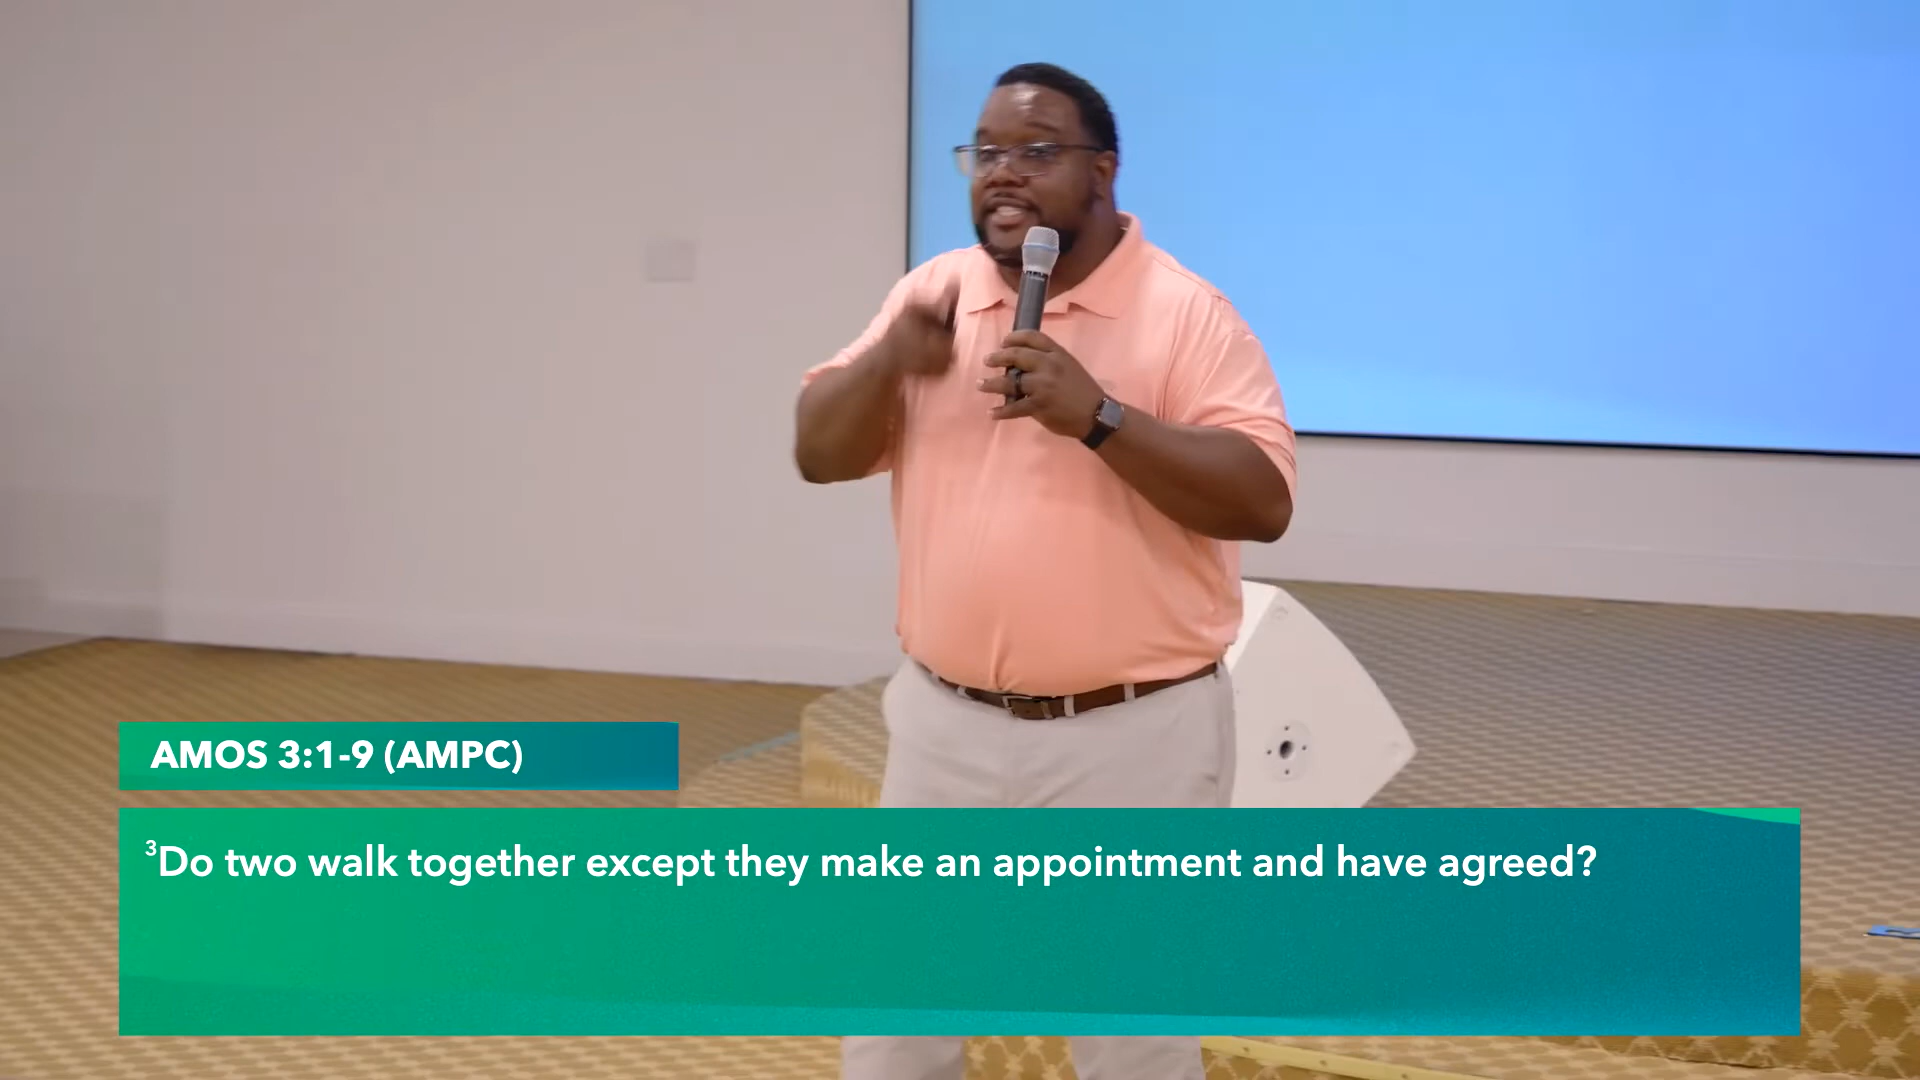 AMOS 3:1-9 (AMPC)
³Do two walk together except they make an appointment and have agreed?